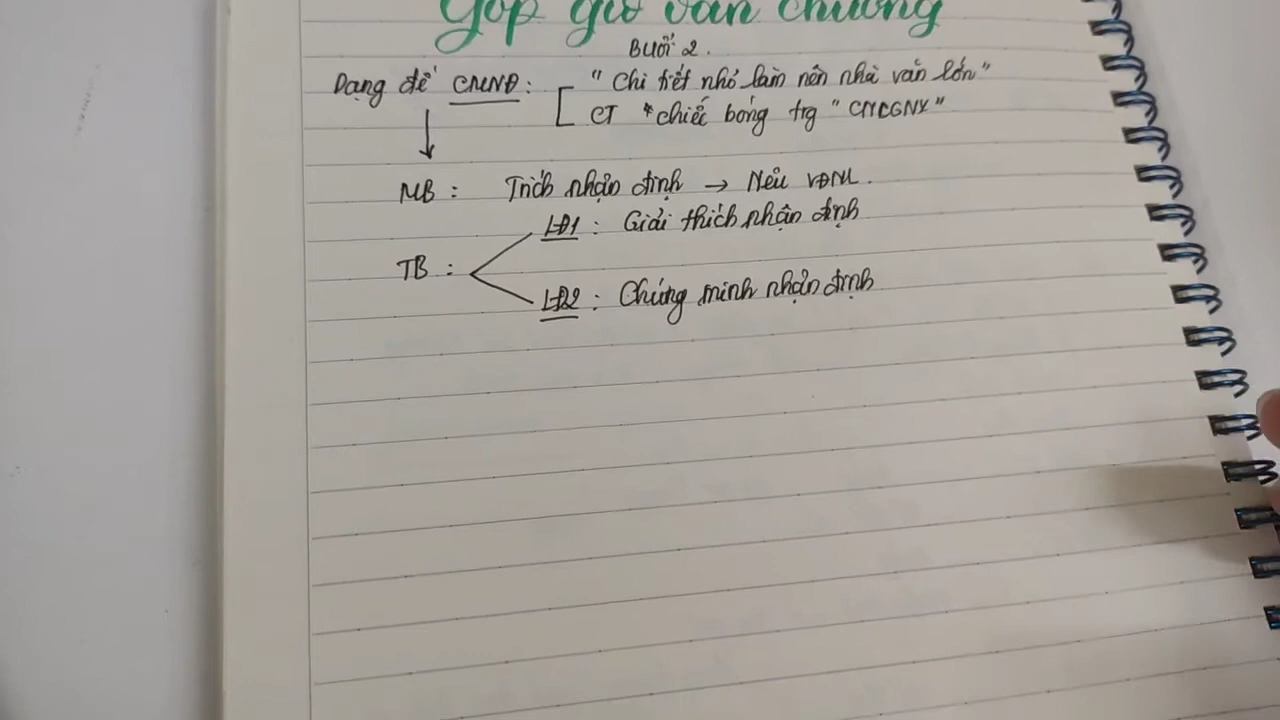 Góp gió văn chương
Buổi 2.
Dạng đề CMNĐ: "Chi tiết nhỏ làm nên nhà văn lớn"
CT "chiếc bóng trg "CNCGNX"
MB: Trích nhận định → Nêu VĐNL.
LĐ1: Giải thích nhận định
TB:
LĐ2: Chứng minh nhận định